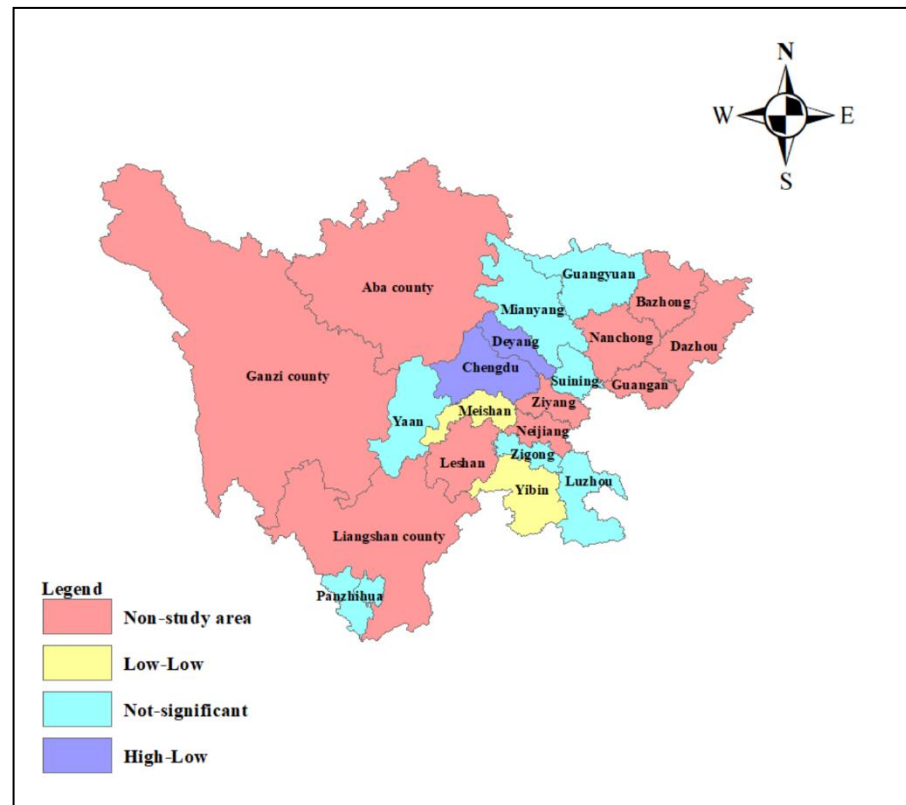 N
W E
S
Guangyuan
Aba county
Bazhong
Mianyang
Deyang
Nanchong
Dazhou
Chengdu
Ganzi county
Suining
Guangan
Ziyang
Meishan
Yaan
Neijiang
Zigong
Leshan
Luzhou
Yibin
Liangshan county
Panzhihua
Legend
Non-study area
Low-Low
Not-significant
High-Low